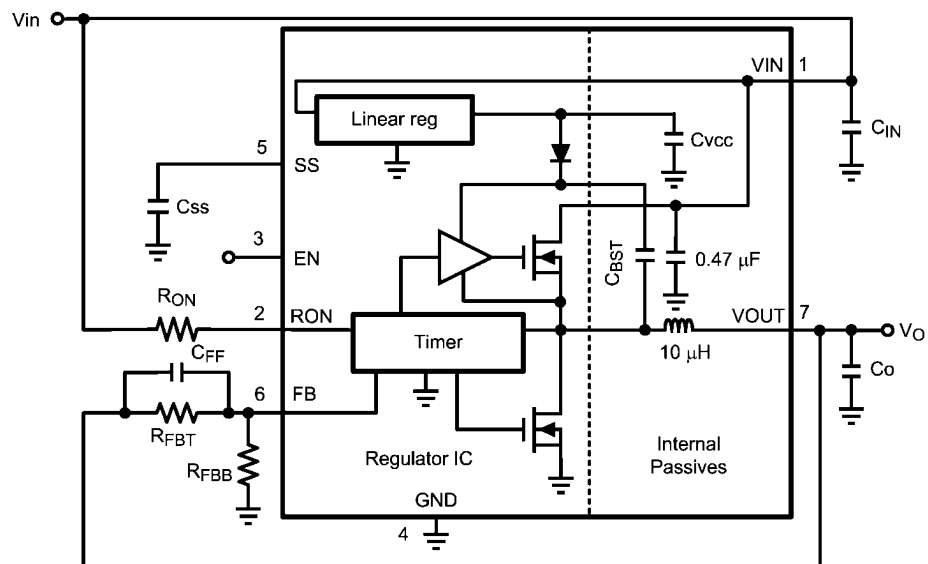 Vin
VIN 1
Linear reg
Cvcc
CIN
5
SS
Css
3
EN
CBST
0.47 μF
RON
2 RON
Timer
VOUT 7
VO
10 μH
CFF
Co
6 FB
RFBT
RFBB
Regulator IC
Internal
Passives
GND
4